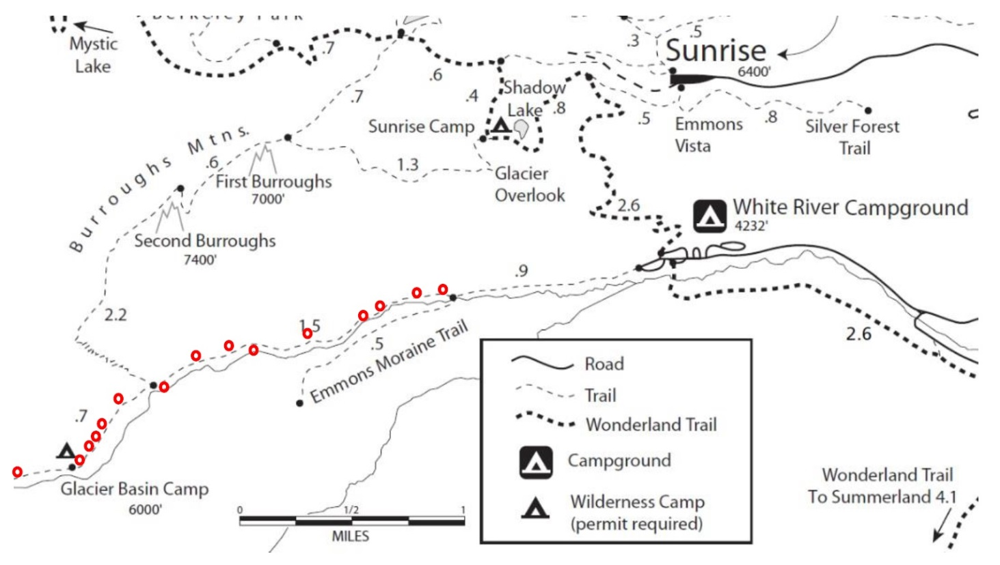 Berkeley Park
Mystic
Lake
.7
.6
.7
.4
Shadow
Lake
.8
.3
.5
Sunrise
6400'
.5
Emmons
Vista
.8
Silver Forest
Trail
Sunrise Camp
Burroughs Mtns.
.6
First Burroughs
7000'
1.3
Glacier
Overlook
2.6
White River Campground
4232'
Second Burroughs
7400'
.9
2.2
1.5
.5
Emmons Moraine Trail
2.6
.7
Glacier Basin Camp
6000'
0
1/2
1
MILES
Road
Trail
Wonderland Trail
Campground
Wilderness Camp
(permit required)
Wonderland Trail
To Summerland 4.1